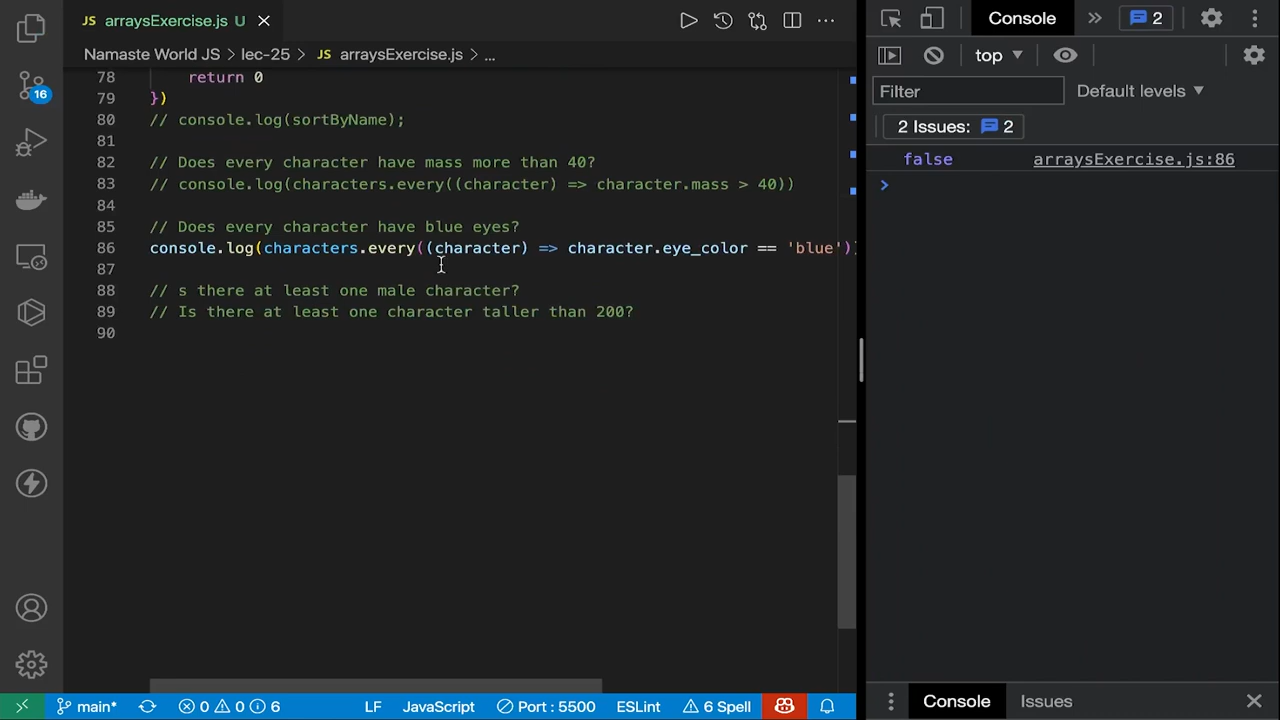 arraysExercise.js U
Namaste World JS > lec-25 > JS arraysExercise.js > ...
78 return 0
79 })
80 // console.log(sortByName);
81
82 // Does every character have mass more than 40?
83 // console.log(characters.every((character) => character.mass > 40))
84
85 // Does every character have blue eyes?
86 console.log(characters.every((character) => character.eye_color == 'blue'))
87
88 // s there at least one male character?
89 // Is there at least one character taller than 200?
90
16
main* 0 0 6 LF JavaScript Port : 5500 ESLint 6 Spell
Console 2
top
Filter Default levels
2 Issues: 2
false arraysExercise.js:86
Console Issues